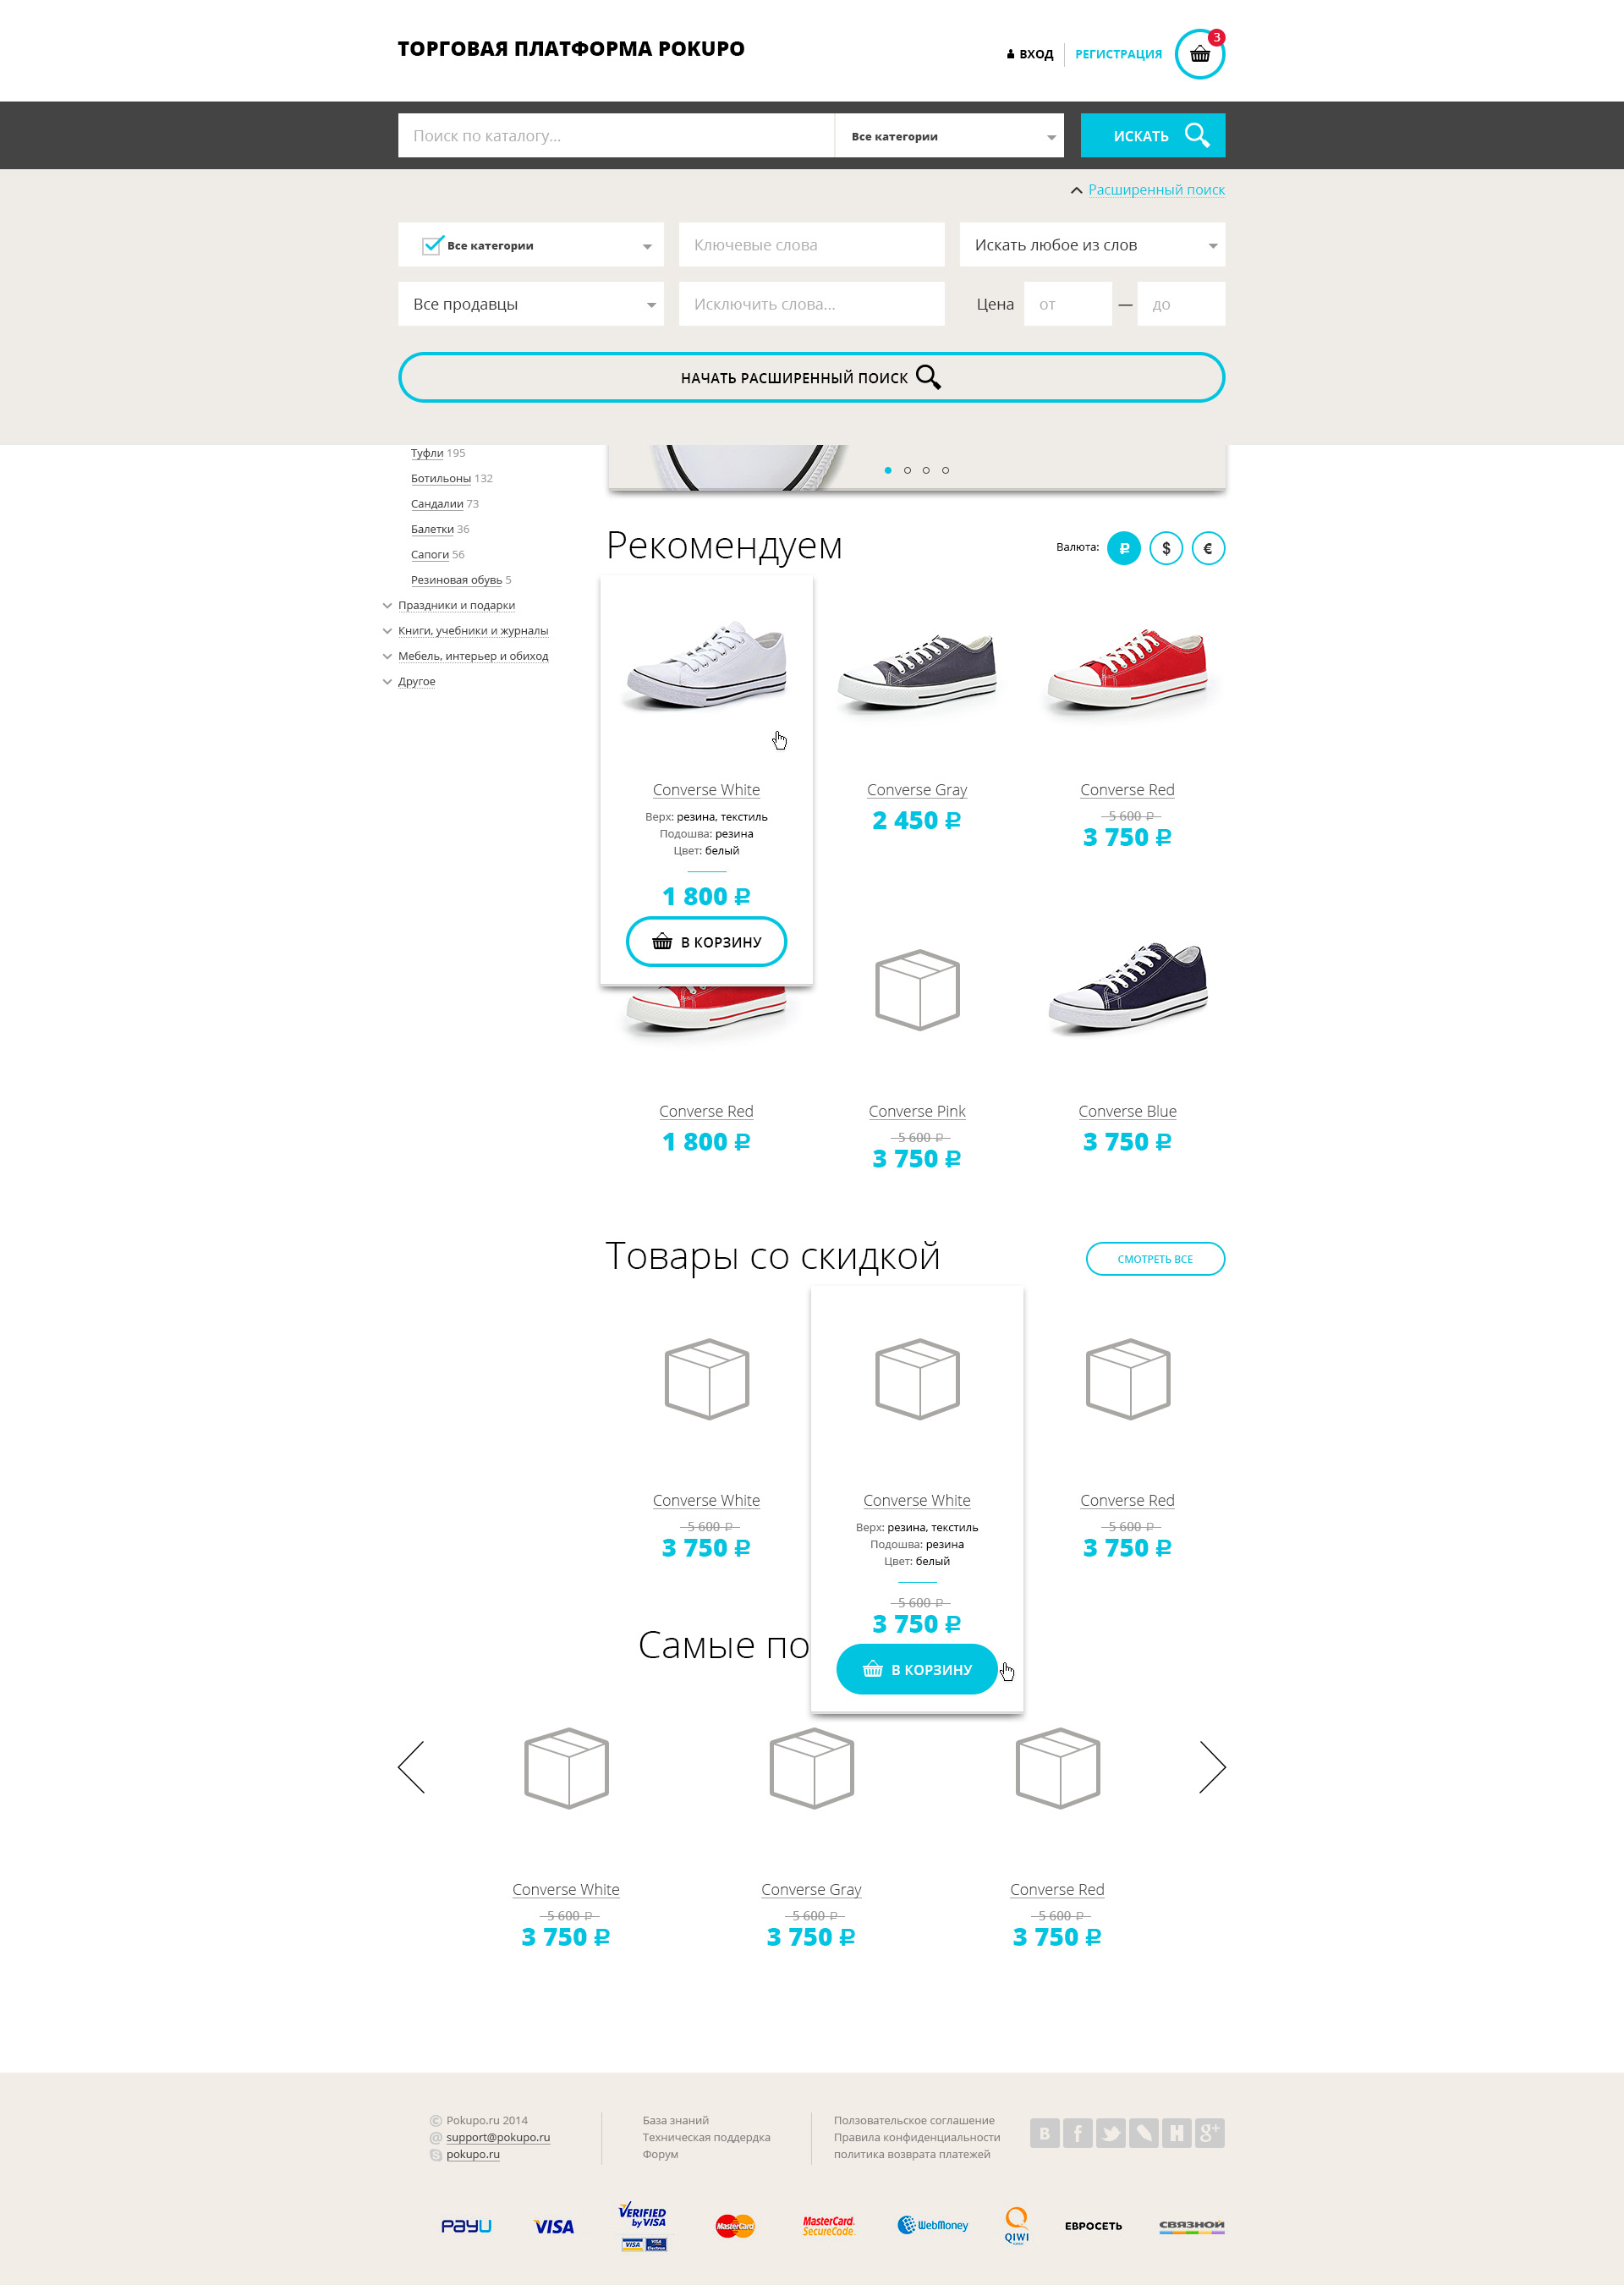 ТОРГОВАЯ ПЛАТФОРМА POKUPO
ВХОД
РЕГИСТРАЦИЯ
3
Поиск по каталогу...
Все категории
ИСКАТЬ
Расширенный поиск
Все категории
Ключевые слова
Искать любое из слов
Все продавцы
Исключить слова...
Цена
от
—
до
НАЧАТЬ РАСШИРЕННЫЙ ПОИСК
Туфли 195
Ботильоны 132
Сандалии 73
Балетки 36
Сапоги 56
Резиновая обувь 5
Праздники и подарки
Книги, учебники и журналы
Мебель, интерьер и обиход
Другое
Рекомендуем
Валюта:
₽
$
€
Converse White
Верх: резина, текстиль
Подошва: резина
Цвет: белый
1 800 ₽
В КОРЗИНУ
Converse Gray
2 450 ₽
Converse Red
5 600 ₽
3 750 ₽
Converse Red
1 800 ₽
Converse Pink
5 600 ₽
3 750 ₽
Converse Blue
3 750 ₽
Товары со скидкой
СМОТРЕТЬ ВСЕ
Converse White
5 600 ₽
3 750 ₽
Converse White
Верх: резина, текстиль
Подошва: резина
Цвет: белый
5 600 ₽
3 750 ₽
В КОРЗИНУ
Converse Red
5 600 ₽
3 750 ₽
Самые по
Converse White
5 600 ₽
3 750 ₽
Converse Gray
5 600 ₽
3 750 ₽
Converse Red
5 600 ₽
3 750 ₽
© Pokupo.ru 2014
@ support@pokupo.ru
pokupo.ru
База знаний
Техническая поддердка
Форум
Ползовательское соглашение
Правила конфиденциальности
политика возврата платежей
B
f
H
g+
PayU
VISA
VERIFIED
by VISA
VISA
VISA
Electron
MasterCard
MasterCard.
SecureCode.
WebMoney
QIWI
ЕВРОСЕТЬ
СВЯЗНОЙ